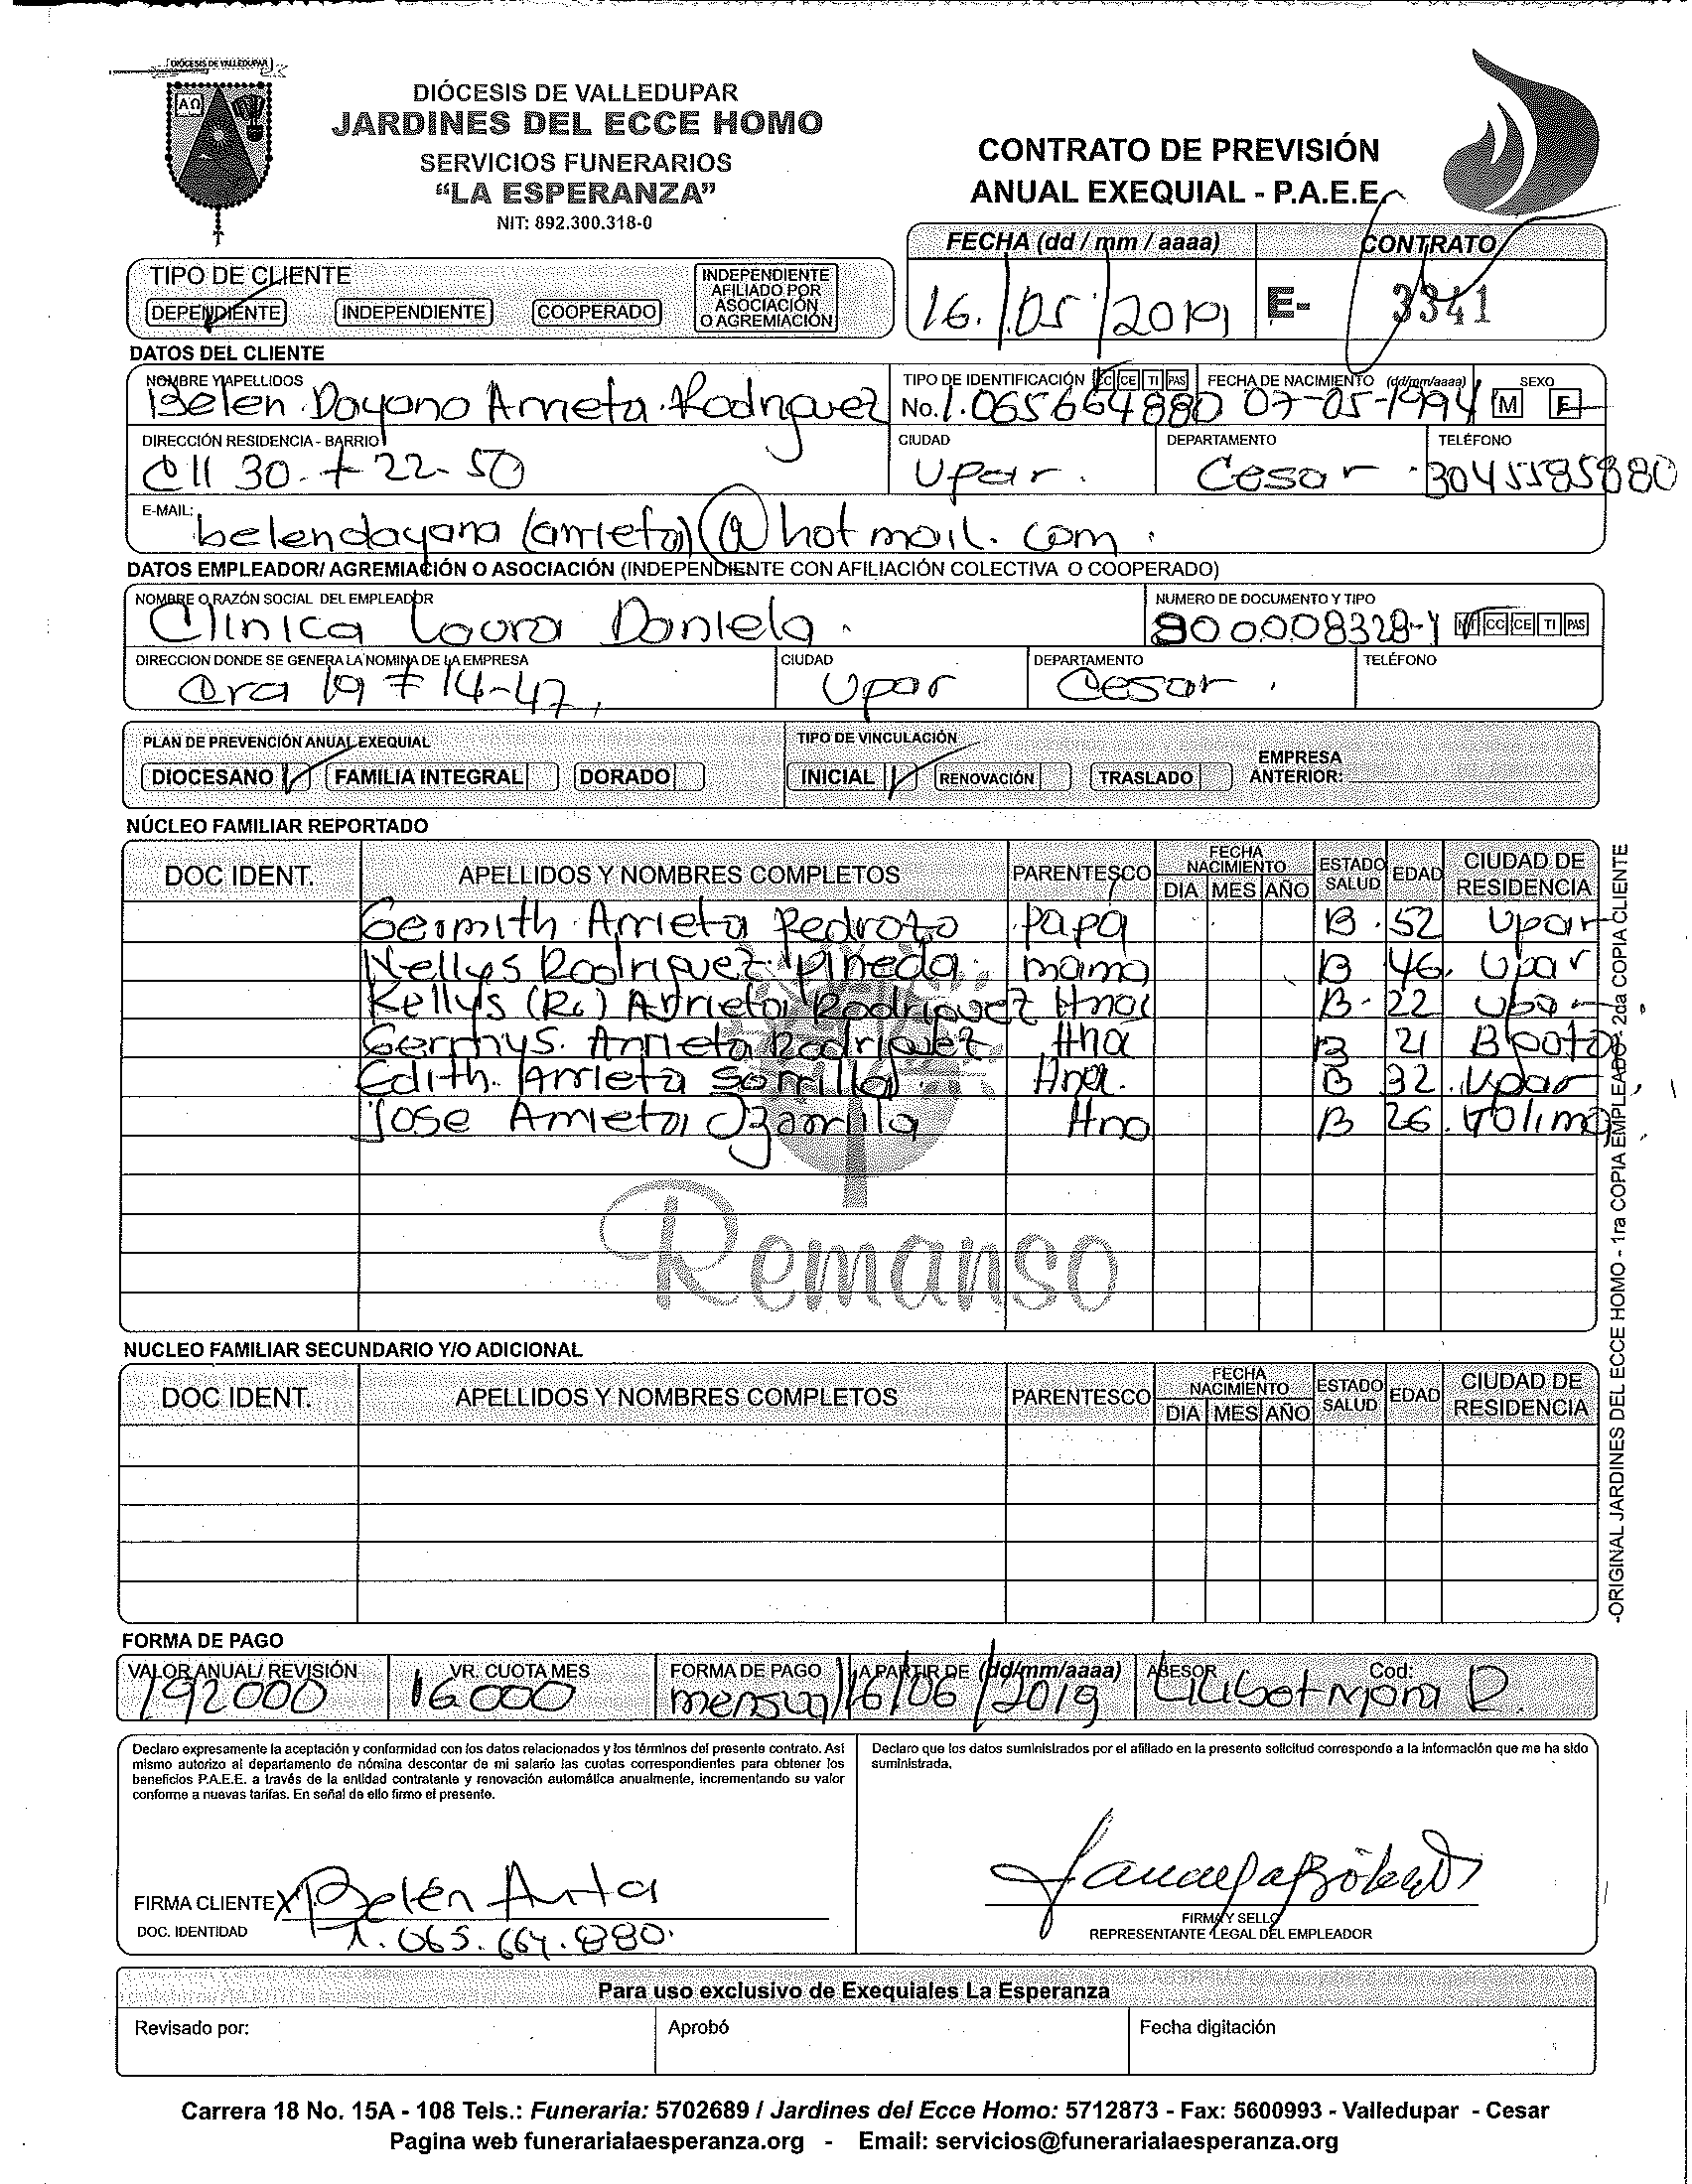 DIÓCESIS DE VALLEDUPAR
ΑΩ
DIÓCESIS DE VALLEDUPAR
JARDINES DEL ECCE HOMO
SERVICIOS FUNERARIOS
“LA ESPERANZA”
NIT: 892.300.318-0
CONTRATO DE PREVISIÓN
ANUAL EXEQUIAL - P.A.E.E.
FECHA (dd / mm / aaaa) CONTRATO
16/05/2019 E- 3341
TIPO DE CLIENTE
DEPENDIENTE INDEPENDIENTE COOPERADO INDEPENDIENTE AFILIADO POR ASOCIACIÓN O AGREMIACIÓN
DATOS DEL CLIENTE
NOMBRE Y APELLIDOS TIPO DE IDENTIFICACIÓN CC CE TI PAS FECHA DE NACIMIENTO (dd/mm/aaaa) SEXO
Belen Dayana Arrieta Rodriguez No. 1.065664880 07-05-1994 M F
DIRECCIÓN RESIDENCIA - BARRIO CIUDAD DEPARTAMENTO TELÉFONO
Cll 30 # 22-50 Upar. Cesar 3045585880
E-MAIL: belendayana (arrieta) @hotmail.com
DATOS EMPLEADOR/ AGREMIACIÓN O ASOCIACIÓN (INDEPENDIENTE CON AFILIACIÓN COLECTIVA O COOPERADO)
NOMBRE O RAZÓN SOCIAL DEL EMPLEADOR NUMERO DE DOCUMENTO Y TIPO
Clinica Laura Daniela. 900008328-1 NIT CC CE TI PAS
DIRECCION DONDE SE GENERA LA NOMINA DE LA EMPRESA CIUDAD DEPARTAMENTO TELÉFONO
Cra 19 # 14-47, Upar Cesar.
PLAN DE PREVENCIÓN ANUAL EXEQUIAL TIPO DE VINCULACIÓN
DIOCESANO FAMILIA INTEGRAL DORADO INICIAL RENOVACIÓN TRASLADO EMPRESA ANTERIOR:
NÚCLEO FAMILIAR REPORTADO
DOC IDENT. APELLIDOS Y NOMBRES COMPLETOS PARENTESCO FECHA NACIMIENTO DIA MES AÑO ESTADO SALUD EDAD CIUDAD DE RESIDENCIA
Geomith Arrieta Pedrozo papá B 52 Upar
Nellys Rodriguez Pineda mama B 46 Upar
Kellys (R.) Arrieta Rodriguez Hna B 22 Upar
Arrieta Rodriguez Hna B 21 Bogota
Edith. Arrieta Hna. B 32 Upar
Jose Arrieta Hno B 26 Tolima
Remanso
NUCLEO FAMILIAR SECUNDARIO Y/O ADICIONAL
DOC IDENT. APELLIDOS Y NOMBRES COMPLETOS PARENTESCO FECHA NACIMIENTO DIA MES AÑO ESTADO SALUD EDAD CIUDAD DE RESIDENCIA
-ORIGINAL JARDINES DEL ECCE HOMO - 1ra COPIA EMPLEADO 2da COPIA CLIENTE
FORMA DE PAGO
VALOR ANUAL/ REVISIÓN VR. CUOTA MES FORMA DE PAGO A PARTIR DE (dd/mm/aaaa) ASESOR Cod:
192000 16000 mensual 16/06/2019 Lilibet Mora R.
Declaro expresamente la aceptación y conformidad con los datos relacionados y los términos del presente contrato. Así
mismo autorizo al departamento de nómina descontar de mi salario las cuotas correspondientes para obtener los
beneficios P.A.E.E. a través de la entidad contratante y renovación automática anualmente, incrementando su valor
conforme a nuevas tarifas. En señal de ello firmo el presente.
Declaro que los datos suministrados por el afiliado en la presente solicitud corresponde a la información que me ha sido
suministrada.
FIRMA CLIENTE X Belén Arrieta
DOC. IDENTIDAD 1.065.664.880.
FIRMA Y SELLO
REPRESENTANTE LEGAL DEL EMPLEADOR
Para uso exclusivo de Exequiales La Esperanza
Revisado por: Aprobó Fecha digitación
Carrera 18 No. 15A - 108 Tels.: Funeraria: 5702689 / Jardines del Ecce Homo: 5712873 - Fax: 5600993 - Valledupar - Cesar
Pagina web funerarialaesperanza.org - Email: servicios@funerarialaesperanza.org